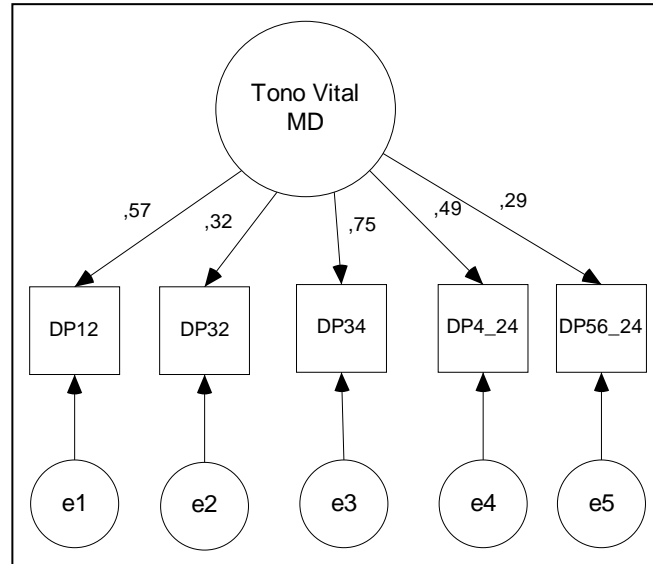 Tono Vital
MD
,57
,32
,75
,49
,29
DP12
DP32
DP34
DP4_24
DP56_24
e1
e2
e3
e4
e5